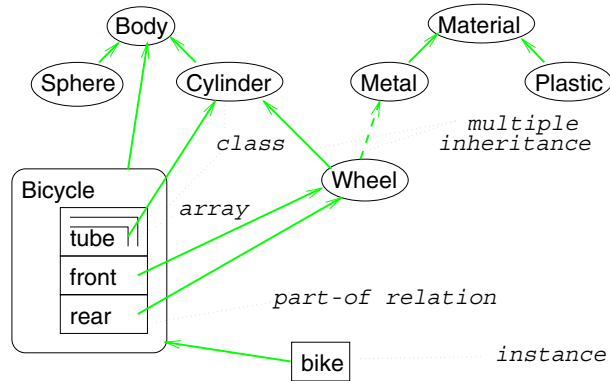 Body
Material
Sphere
Cylinder
Metal
Plastic
class
multiple
inheritance
Bicycle
Wheel
array
tube
front
rear
part-of relation
bike
instance